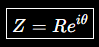 Z = Re^{iθ}